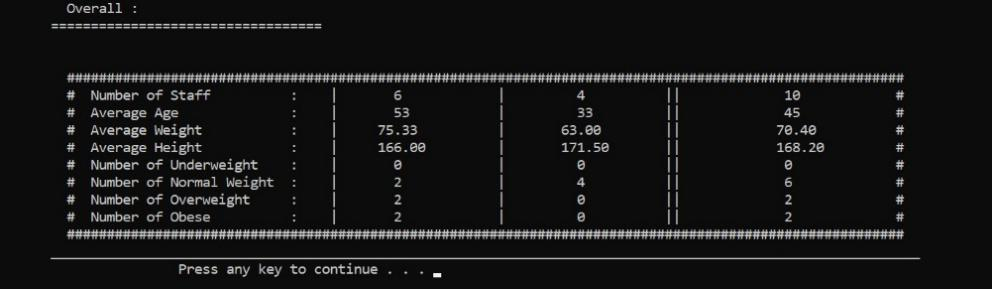 Overall :
==================================
#########################################################################################################
# Number of Staff : | 6 | 4 || 10 #
# Average Age : | 53 | 33 || 45 #
# Average Weight : | 75.33 | 63.00 || 70.40 #
# Average Height : | 166.00 | 171.50 || 168.20 #
# Number of Underweight : | 0 | 0 || 0 #
# Number of Normal Weight : | 2 | 4 || 6 #
# Number of Overweight : | 2 | 0 || 2 #
# Number of Obese : | 2 | 0 || 2 #
#########################################################################################################
Press any key to continue . . .